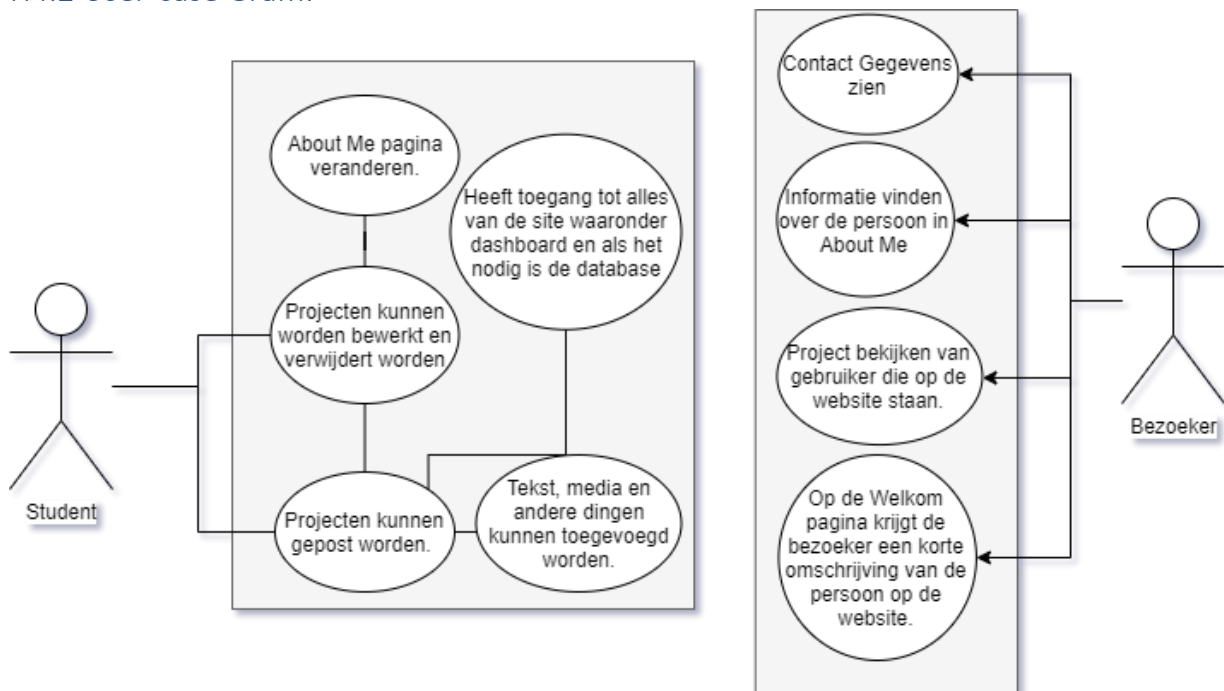 Contact Gegevens
zien
About Me pagina
veranderen.
Heeft toegang tot alles
van de site waaronder
dashboard en als het
nodig is de database
Informatie vinden
over de persoon in
About Me
Projecten kunnen
worden bewerkt en
verwijdert worden
Project bekijken van
gebruiker die op de
website staan.
Bezoeker
Student
Projecten kunnen
gepost worden.
Tekst, media en
andere dingen
kunnen toegevoegd
worden.
Op de Welkom
pagina krijgt de
bezoeker een korte
omschrijving van de
persoon op de
website.